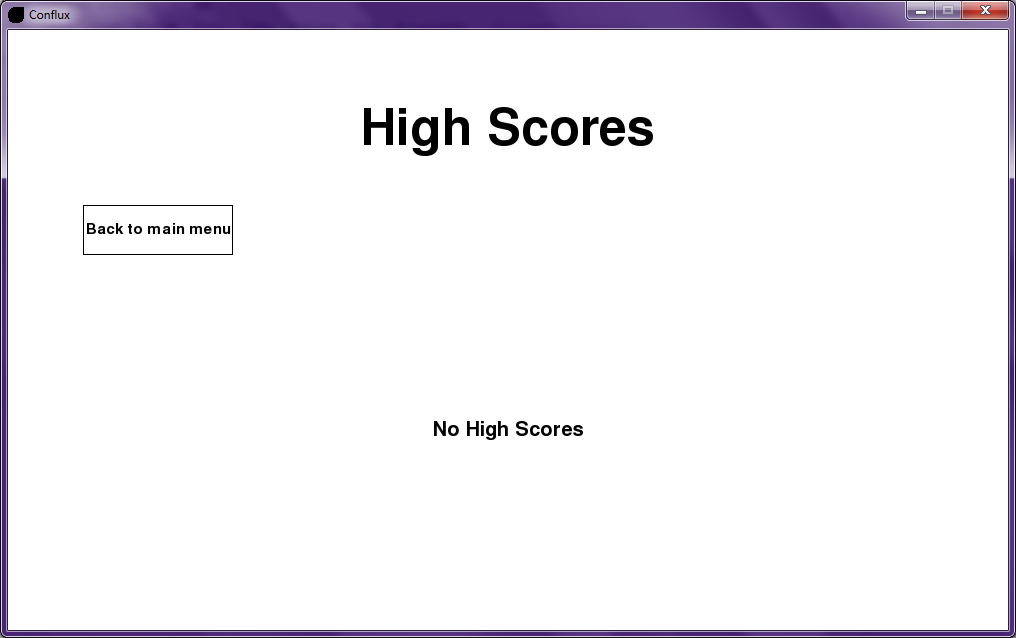 Conflux
High Scores
Back to main menu
No High Scores